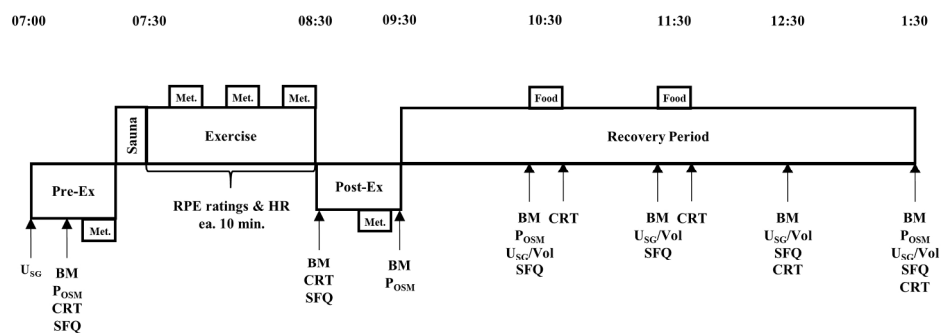 07:00 07:30 08:30 09:30 10:30 11:30 12:30 1:30
Met. Met. Met. Food Food
Sauna
Exercise
Recovery Period
Pre-Ex
Post-Ex
Met.
RPE ratings & HR
ea. 10 min.
Met.
USG
BM
POSM
CRT
SFQ
BM
CRT
SFQ
BM
POSM
BM
POSM
USG/Vol
SFQ
CRT
BM
USG/Vol
SFQ
CRT
BM
USG/Vol
SFQ
CRT
BM
POSM
USG/Vol
SFQ
CRT